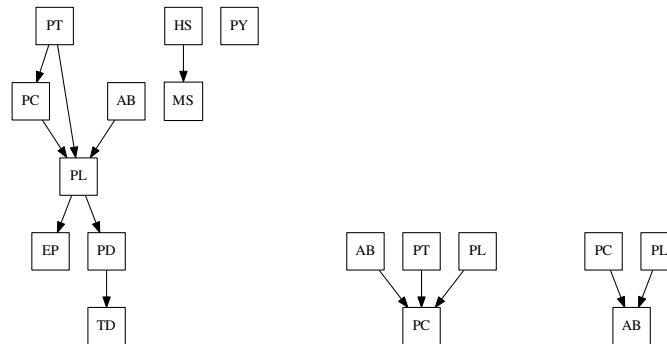 PT HS PY
PC AB MS
PL
EP PD AB PT PL PC PL
TD PC AB